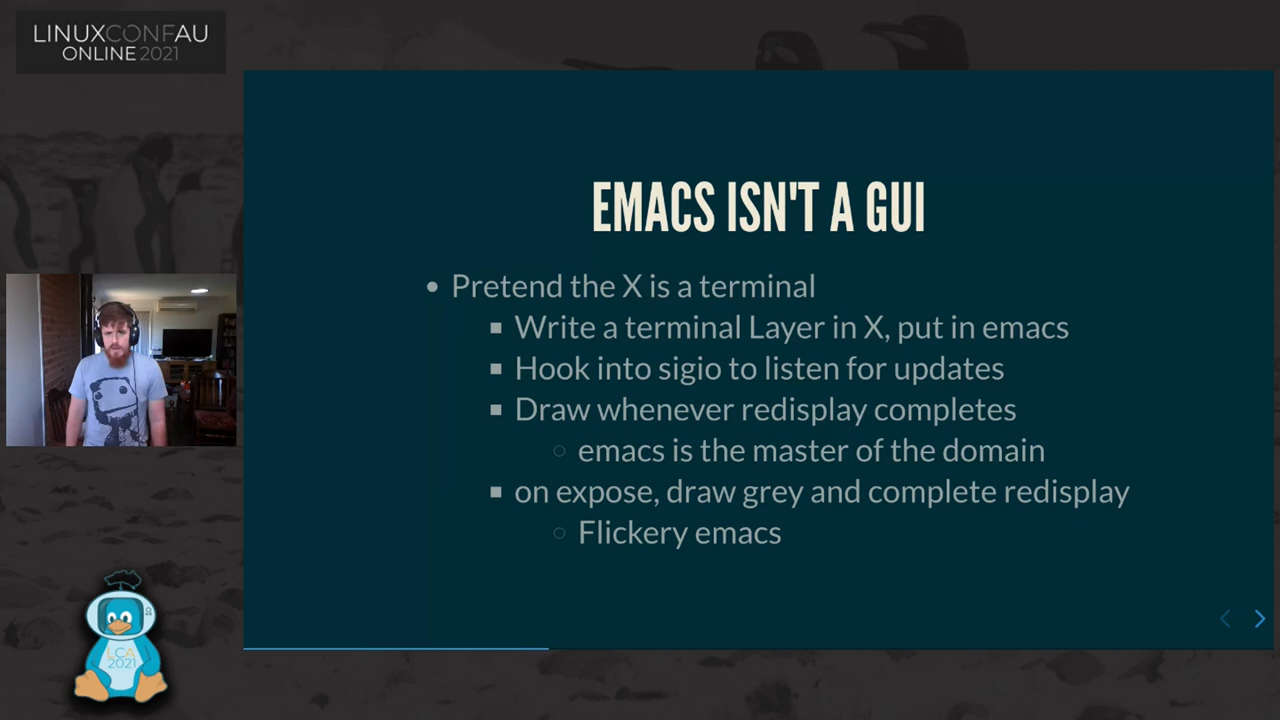 LINUXCONFAU
ONLINE 2021
EMACS ISN'T A GUI
Pretend the X is a terminal
Write a terminal Layer in X, put in emacs
Hook into sigio to listen for updates
Draw whenever redisplay completes
emacs is the master of the domain
on expose, draw grey and complete redisplay
Flickery emacs
LCA
2021